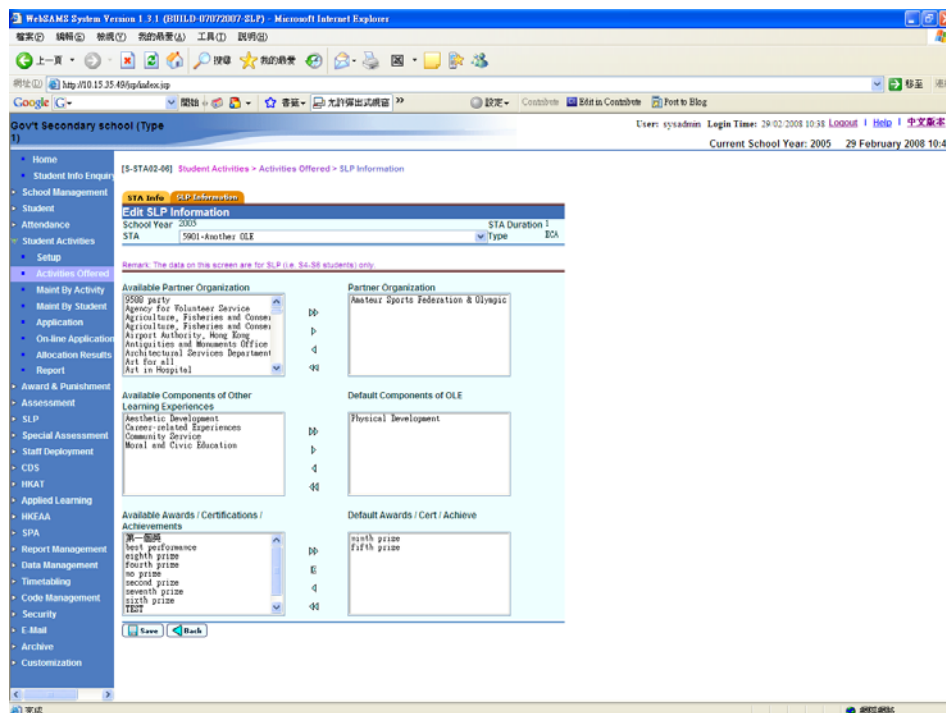 WebSAMS System Version 1.3.1 (BUILD-07072007-SLP) - Microsoft Internet Explorer
檔案(F) 編輯(E) 檢視(V) 我的最愛(A) 工具(T) 說明(H)
上一頁 搜尋 我的最愛
網址(D) http://10.15.35.49/jsp/index.jsp 移至
Google 開始 書籤 允許彈出式視窗 設定 Contribute Edit in Contribute Post to Blog
Gov't Secondary school (Type 1)
User: sysadmin Login Time: 29/02/2008 10:38 Logout | Help | 中文版本
Current School Year: 2005 29 February 2008 10:4
Home
Student Info Enquiry
School Management
Student
Attendance
Student Activities
Setup
Activities Offered
Maint By Activity
Maint By Student
Application
On-line Application
Allocation Results
Report
Award & Punishment
Assessment
SLP
Special Assessment
Staff Deployment
CDS
HKAT
Applied Learning
HKEAA
SPA
Report Management
Data Management
Timetabling
Code Management
Security
E-Mail
Archive
Customization
[S-STA02-06] Student Activities > Activities Offered > SLP Information
STA Info SLP Information
Edit SLP Information
School Year 2005 STA Duration 1
STA 5901-Another OLE Type ECA
Remark: The data on this screen are for SLP (i.e. S4-S6 students) only.
Available Partner Organization
9508 party
Agency for Volunteer Service
Agriculture, Fisheries and Conser
Agriculture, Fisheries and Conser
Airport Authority, Hong Kong
Antiquities and Monuments Office
Architectural Services Department
Art for all
Art in Hospital
Partner Organization
Amateur Sports Federation & Olympic
Available Components of Other Learning Experiences
Aesthetic Development
Career-related Experiences
Community Service
Moral and Civic Education
Default Components of OLE
Physical Development
Available Awards / Certifications / Achievements
第一個獎
best performance
eighth prize
fourth prize
no prize
second prize
seventh prize
sixth prize
TEST
Default Awards / Cert / Achieve
ninth prize
fifth prize
Save Back
完成